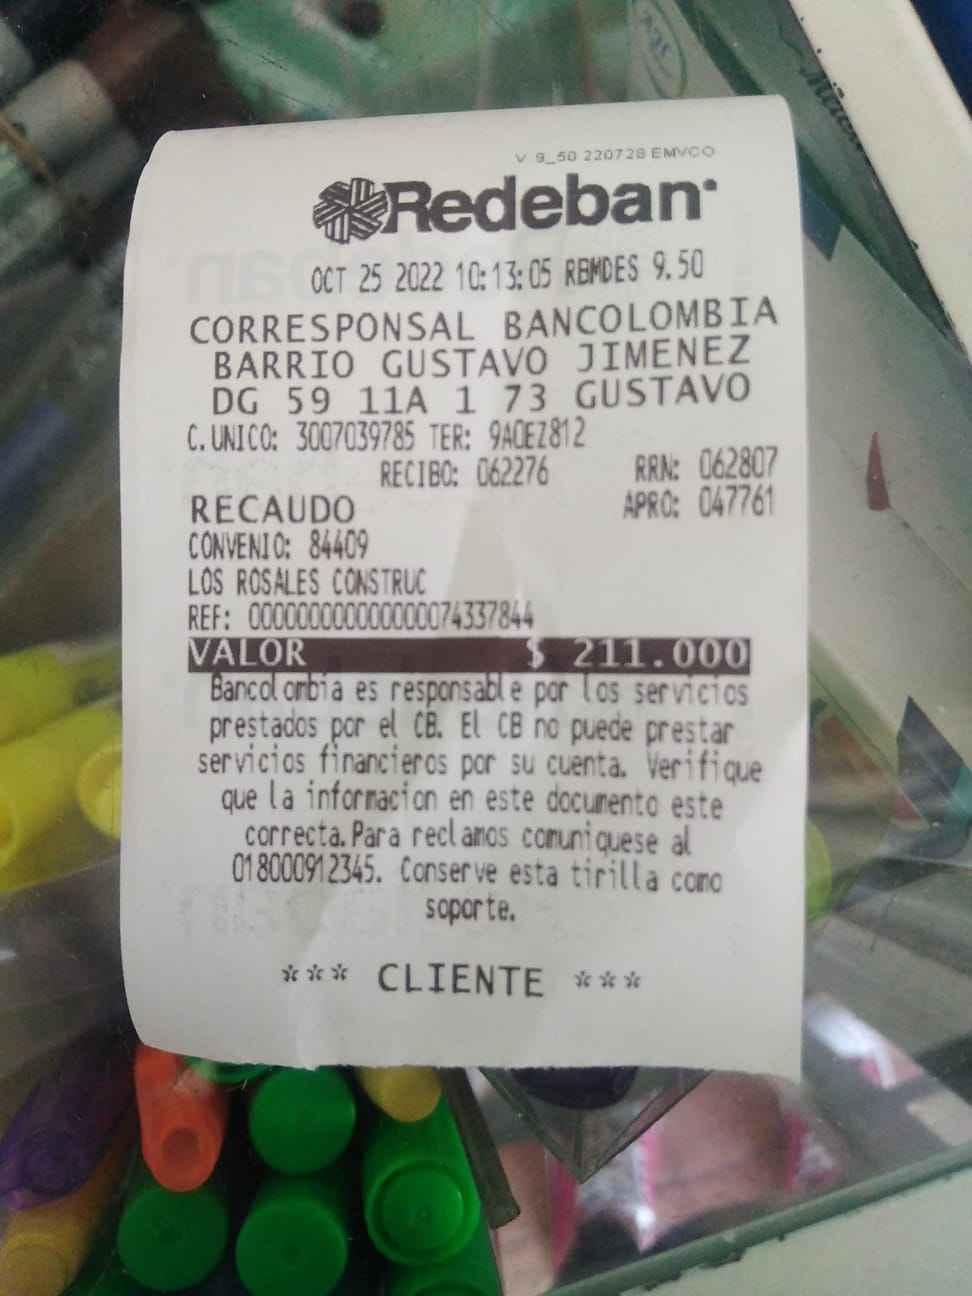 V 9_50 220728 EMVCO
Redeban
OCT 25 2022 10:13:05 RBMDES 9.50
CORRESPONSAL BANCOLOMBIA
BARRIO GUSTAVO JIMENEZ
DG 59 11A 1 73 GUSTAVO
C.UNICO: 3007039785 TER: 9A0EZ812
RECIBO: 062276 RRN: 062807
RECAUDO APRO: 047761
CONVENIO: 84409
LOS ROSALES CONSTRUC
REF: 0000000000000000074337844
VALOR $ 211.000
Bancolombia es responsable por los servicios
prestados por el CB. El CB no puede prestar
servicios financieros por su cuenta. Verifique
que la informacion en este documento este
correcta.Para reclamos comuniquese al
018000912345. Conserve esta tirilla como
soporte.
*** CLIENTE ***